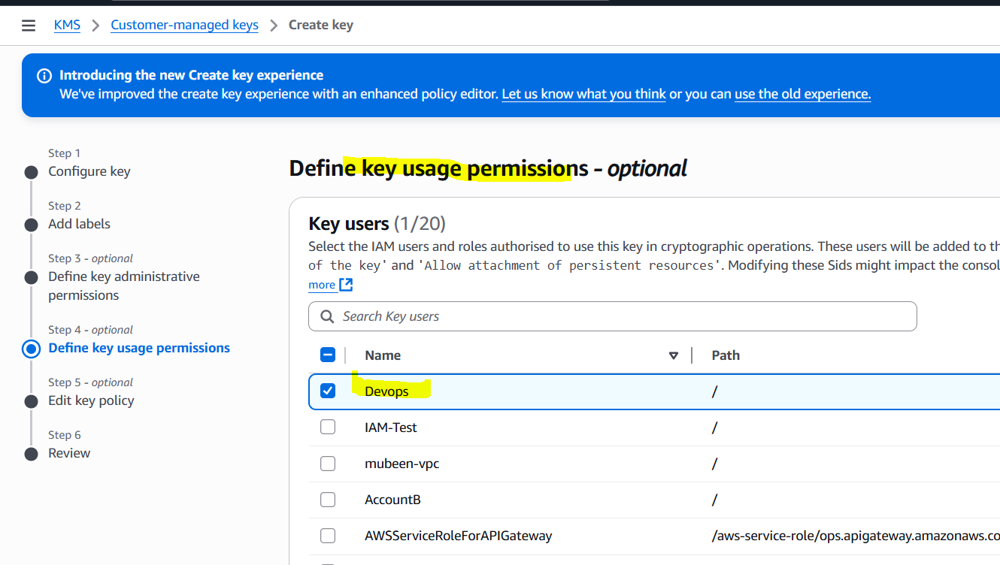 KMS > Customer-managed keys > Create key
Introducing the new Create key experience
We've improved the create key experience with an enhanced policy editor. Let us know what you think or you can use the old experience.
Step 1
Configure key
Step 2
Add labels
Step 3 - optional
Define key administrative
permissions
Step 4 - optional
Define key usage permissions
Step 5 - optional
Edit key policy
Step 6
Review
Define key usage permissions - optional
Key users (1/20)
Select the IAM users and roles authorised to use this key in cryptographic operations. These users will be added to
of the key' and 'Allow attachment of persistent resources'. Modifying these Sids might impact the
more
Search Key users
Name Path
Devops /
IAM-Test /
mubeen-vpc /
AccountB /
AWSServiceRoleForAPIGateway /aws-service-role/ops.apigateway.amazonaws.co